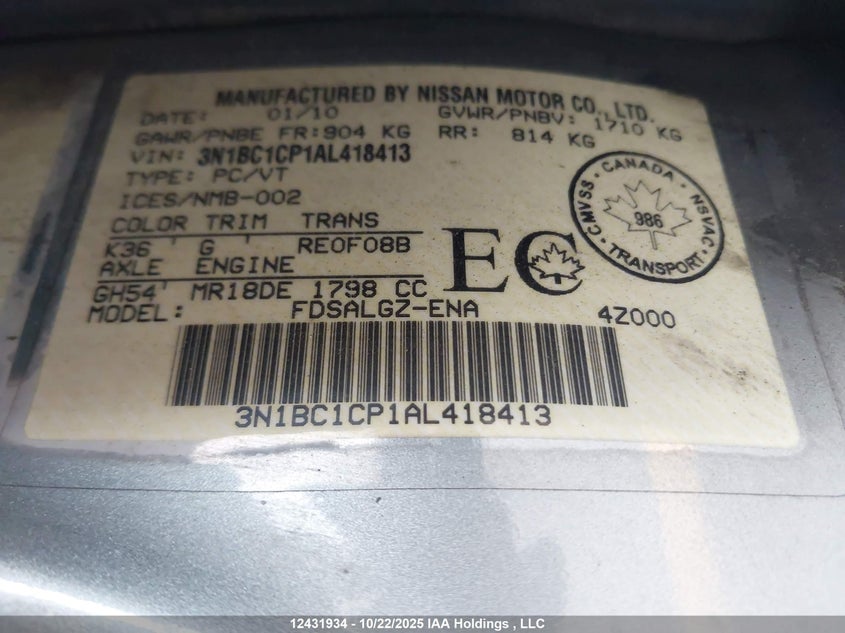 MANUFACTURED BY NISSAN MOTOR CO., LTD.
DATE: 01/10 GVWR/PNBV: 1710 KG
GAWR/PNBE FR: 904 KG RR: 814 KG
VIN: 3N1BC1CP1AL418413
TYPE: PC/VT
ICES/NMB-002
COLOR TRIM TRANS
K36 ' G ' RE0F08B
AXLE ENGINE
GH54' MR18DE 1798 CC
MODEL: FDSALGZ-ENA 4Z000
EC
CANADA
CMVSS · NSVAC
986
TRANSPORT
3N1BC1CP1AL418413
12431934 - 10/22/2025 IAA Holdings , LLC